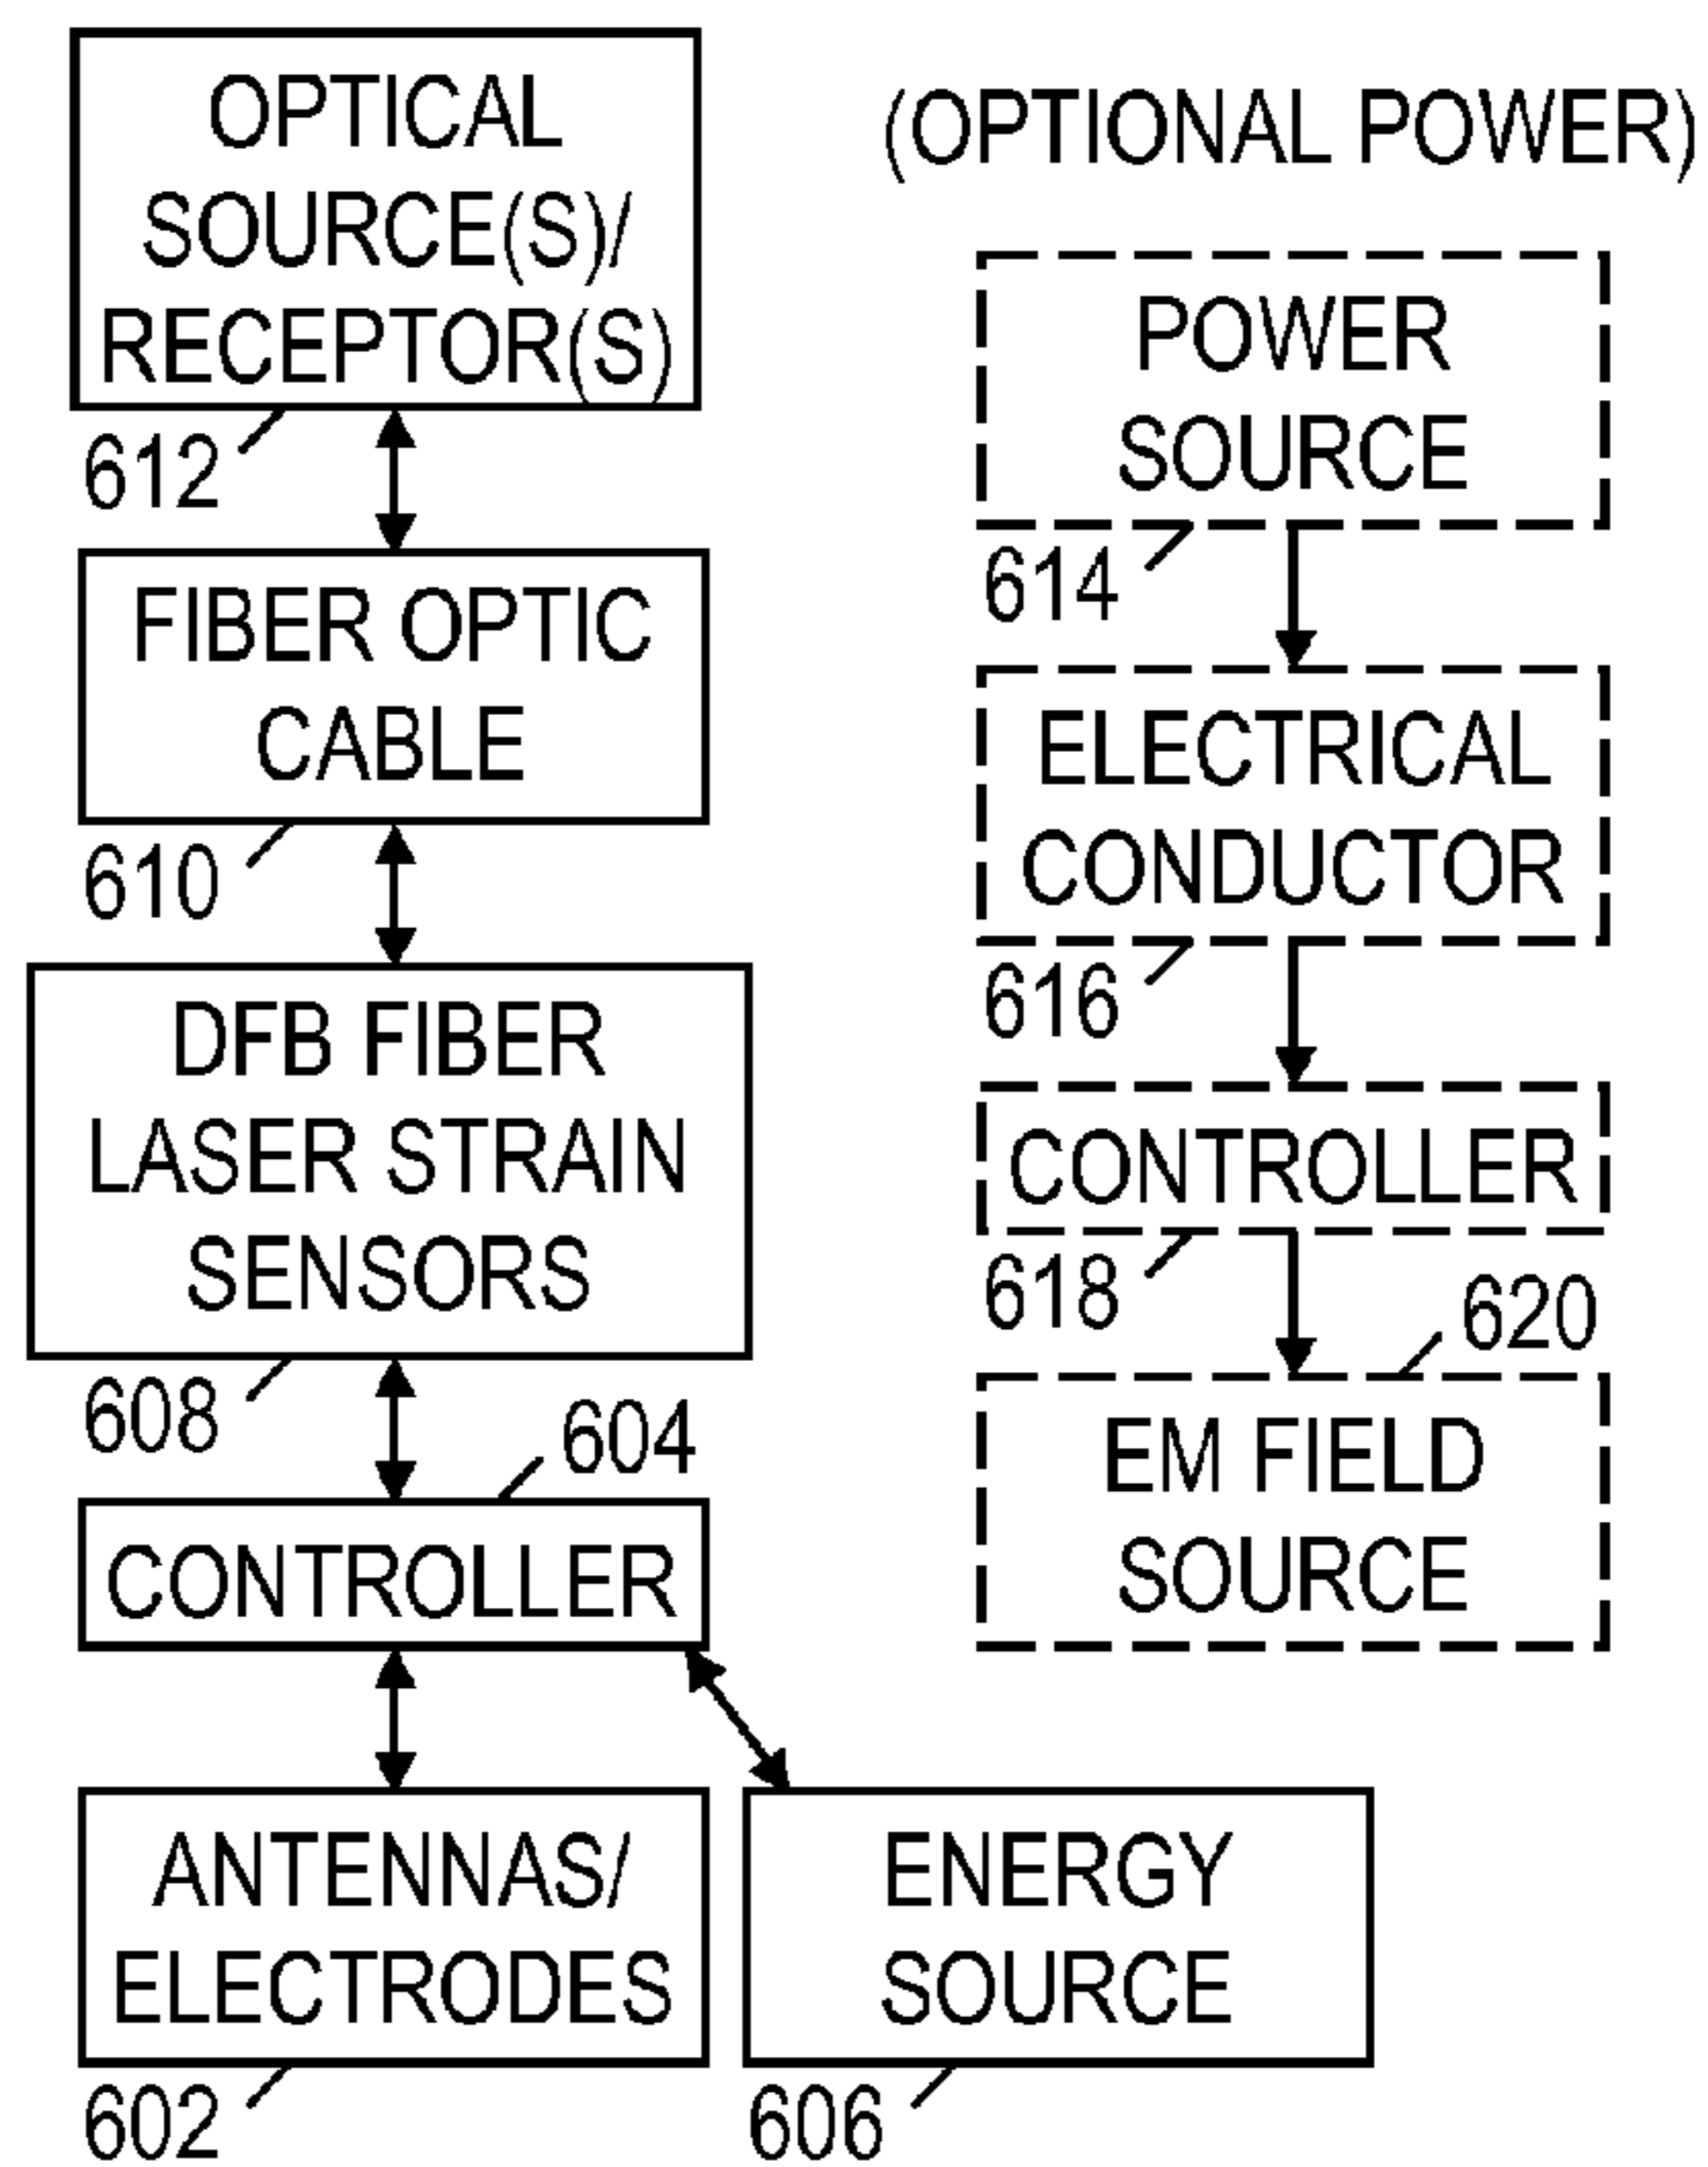 OPTICAL
SOURCE(S)/
RECEPTOR(S)
612
FIBER OPTIC
CABLE
610
DFB FIBER
LASER STRAIN
SENSORS
608
604
CONTROLLER
ANTENNAS/
ELECTRODES
602
ENERGY
SOURCE
606
(OPTIONAL POWER)
POWER
SOURCE
614
ELECTRICAL
CONDUCTOR
616
CONTROLLER
618
620
EM FIELD
SOURCE